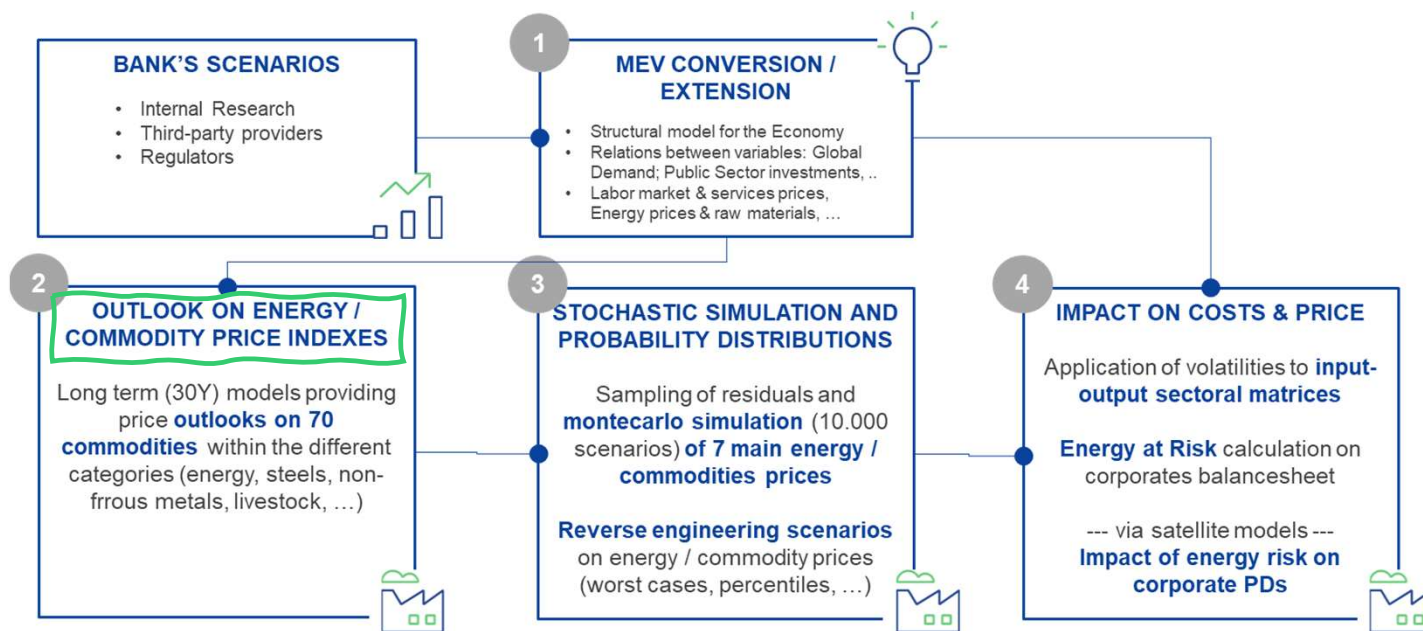 BANK'S SCENARIOS
• Internal Research
• Third-party providers
• Regulators
1
MEV CONVERSION /
EXTENSION
• Structural model for the Economy
• Relations between variables: Global
Demand; Public Sector investments, ..
• Labor market & services prices,
Energy prices & raw materials, …
2
OUTLOOK ON ENERGY /
COMMODITY PRICE INDEXES
Long term (30Y) models providing
price outlooks on 70
commodities within the different
categories (energy, steels, non-
frrous metals, livestock, …)
3
STOCHASTIC SIMULATION AND
PROBABILITY DISTRIBUTIONS
Sampling of residuals and
montecarlo simulation (10.000
scenarios) of 7 main energy /
commodities prices
Reverse engineering scenarios
on energy / commodity prices
(worst cases, percentiles, …)
4
IMPACT ON COSTS & PRICE
Application of volatilities to input-
output sectoral matrices
Energy at Risk calculation on
corporates balancesheet
--- via satellite models ---
Impact of energy risk on
corporate PDs